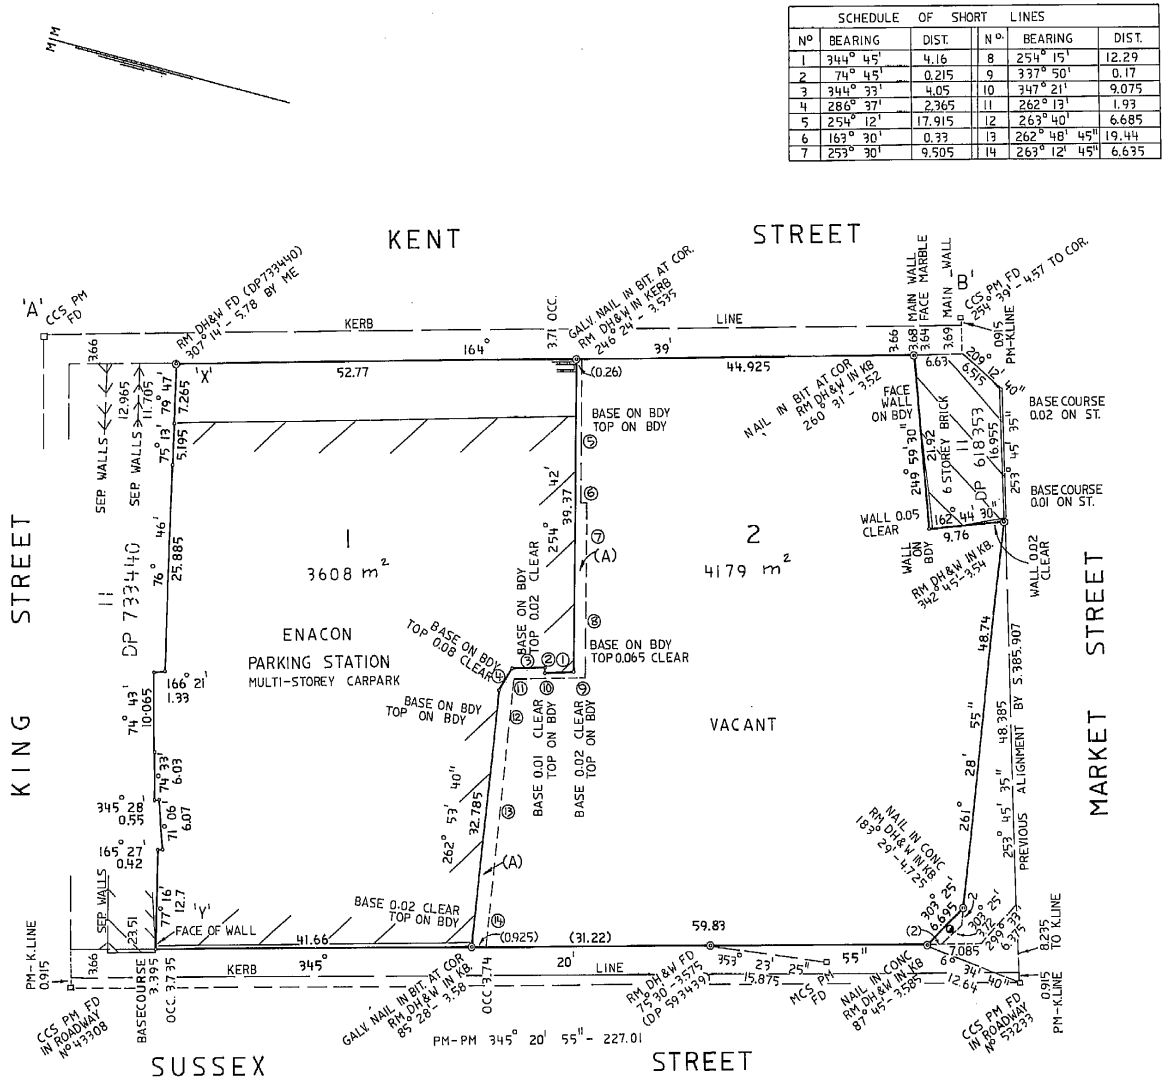 SCHEDULE OF SHORT LINES
Nº BEARING DIST. Nº. BEARING DIST.
1 344° 45' 4.16 8 254° 15' 12.29
2 74° 45' 0.215 9 337° 50' 0.17
3 344° 33' 4.05 10 347° 21' 9.075
4 286° 37' 2.365 11 262° 13' 1.93
5 254° 12' 17.915 12 263° 40' 6.685
6 163° 30' 0.33 13 262° 48' 45" 19.44
7 253° 30' 9.505 14 263° 12' 45" 6.635
M M
KENT STREET
'A'
CCS PM
FD
RM DH&W FD (DP733440)
307° 14' - 5.78 BY ME
3.71 OCC.
GALV. NAIL IN BIT. AT COR.
RM DH&W IN KERB
246° 24' - 3.535
3.66
3.68 MAIN WALL
3.64 FACE MARBLE
3.69 MAIN WALL
'B'
CCS PM FD
254° 39' - 4.57 TO COR.
0.915
PM-K.LINE
KERB LINE
3.66
164° 39'
'X'
52.77
(0.26)
44.925
6.63
209° 12' 40"
6.515
NAIL IN BIT. AT COR
RM DH&W IN KB
260° 31' - 3.52
FACE
WALL
ON BDY
BASE COURSE
0.02 ON ST.
SEP. WALLS
12.965
SEP. WALLS
11.705
79° 47'
7.265
75° 13'
5.195
BASE ON BDY
TOP ON BDY
5
6
7
8
249° 59' 30"
21.92
6 STOREY BRICK
11
DP 618353
16.955
253° 45' 35"
BASE COURSE
0.01 ON ST.
WALL 0.05
CLEAR
162° 44' 30"
9.76
WALL
ON
BDY
WALL 0.02
CLEAR
RM DH&W IN KB.
342° 45' - 3.54
KING STREET
11
DP 733440
76° 46'
25.885
1
3608 m²
254° 42'
39.37
(A)
2
4179 m²
ENACON
PARKING STATION
MULTI-STOREY CARPARK
BASE ON BDY
TOP 0.08 CLEAR
BASE ON BDY
TOP 0.02 CLEAR
BASE ON BDY
TOP 0.065 CLEAR
4
3
2
1
11
10
9
12
166° 21'
1.33
BASE ON BDY
TOP ON BDY
BASE 0.01 CLEAR
TOP ON BDY
BASE 0.02 CLEAR
TOP ON BDY
VACANT
48.74
261° 28' 55"
48.385
253° 45' 35"
PREVIOUS ALIGNMENT BY S.385.907
MARKET STREET
74° 43'
10.065
74° 33'
6.03
345° 28'
0.55
71° 06'
6.07
165° 27'
0.42
262° 53' 40"
32.785
13
(A)
14
NAIL IN CONC
RM DH&W IN KB.
183° 29' - 4.725
303° 25'
6.695
2
303° 25'
3.12
299° 6' 33"
6.375
8.235
TO K.LINE
SEP. WALLS
23.51
77° 16'
12.7
'Y'
FACE OF WALL
BASE 0.02 CLEAR
TOP ON BDY
41.66
(0.925)
(31.22)
59.83
(2)
7.085
345° 20' 55"
KERB LINE
PM-K.LINE
0.915
3.66
BASECOURSE
3.395
OCC. 3.735
OCC. 3.74
353° 23' 25"
15.875
6° 34' 40"
12.64
0.915
PM-K.LINE
CCS PM FD
IN ROADWAY
Nº 43308
GALV. NAIL IN BIT. AT COR
RM DH&W IN KB.
85° 28' - 3.58
RM DH&W FD
75° 30' - 3.575
(DP 593439)
MCS PM
FD
NAIL IN CONC
RM DH&W IN KB.
87° 45' - 3.585
CCS PM FD
IN ROADWAY
Nº 53233
PM-PM 345° 20' 55" - 227.01
SUSSEX STREET